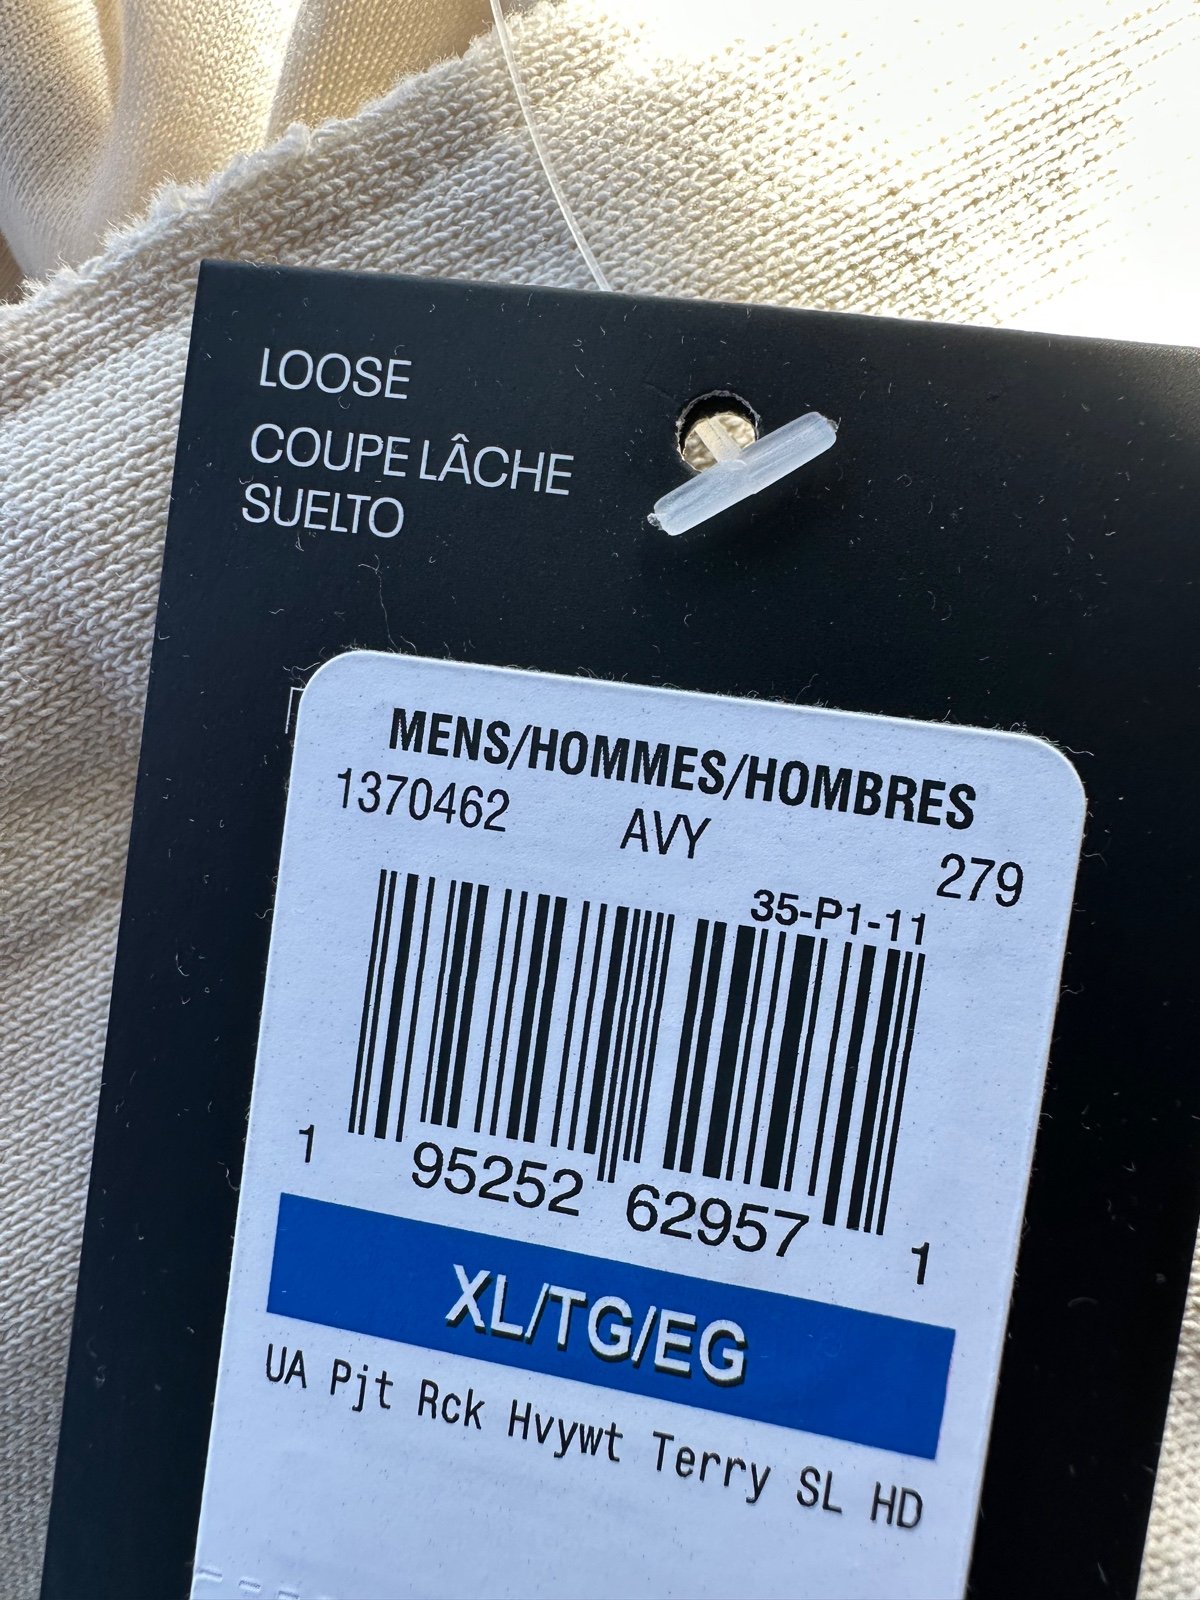 LOOSE
COUPE LÂCHE
SUELTO
MENS/HOMMES/HOMBRES
1370462 AVY 279
35-P1-11
1 95252 62957 1
XL/TG/EG
UA Pjt Rck Hvywt Terry SL HD